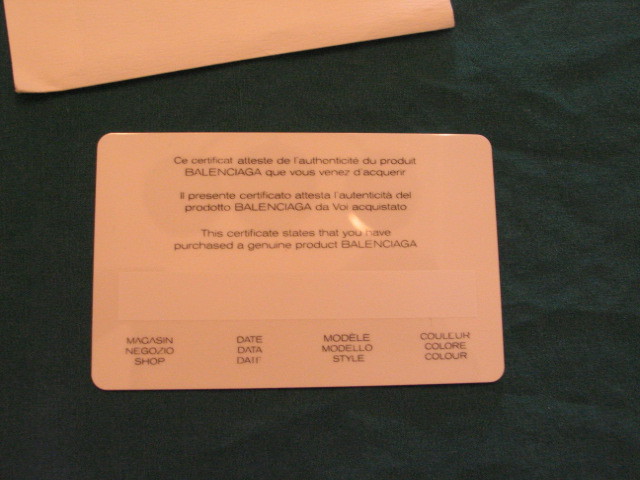 Ce certificat atteste de l'authenticité du produit
BALENCIAGA que vous venez d'acquerir
Il presente certificato attesta l'autenticità del
prodotto BALENCIAGA da Voi acquistato
This certificate states that you have
purchased a genuine product BALENCIAGA
MAGASIN DATE MODÈLE COULEUR
NEGOZIO DATA MODELLO COLORE
SHOP DATE STYLE COLOUR